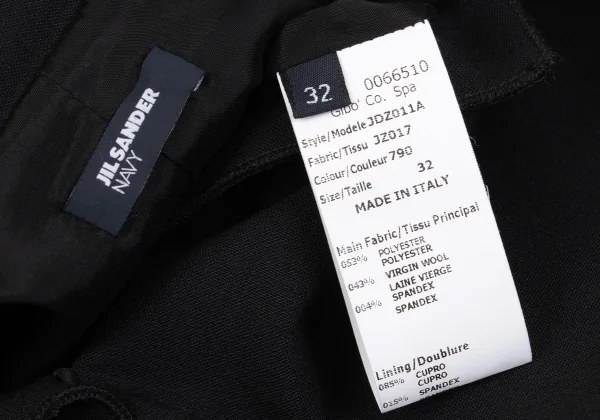 JIL SANDER
NAVY
32
0066510
Gibo' Co. Spa
Style/Modele JDZ011A
Fabric/Tissu JZ017
Colour/Couleur 790
Size/Taille 32
MADE IN ITALY
Main Fabric/Tissu Principal
053% POLYESTER
POLYESTER
043% VIRGIN WOOL
LAINE VIERGE
004% SPANDEX
SPANDEX
Lining/Doublure
085% CUPRO
CUPRO
015% SPANDEX